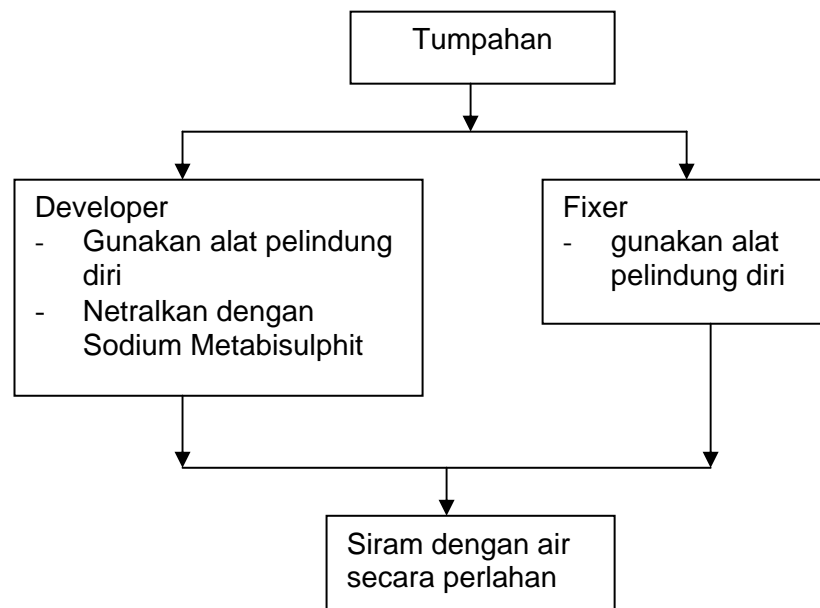 Tumpahan
Developer
- Gunakan alat pelindung
diri
- Netralkan dengan
Sodium Metabisulphit
Fixer
- gunakan alat
pelindung diri
Siram dengan air
secara perlahan